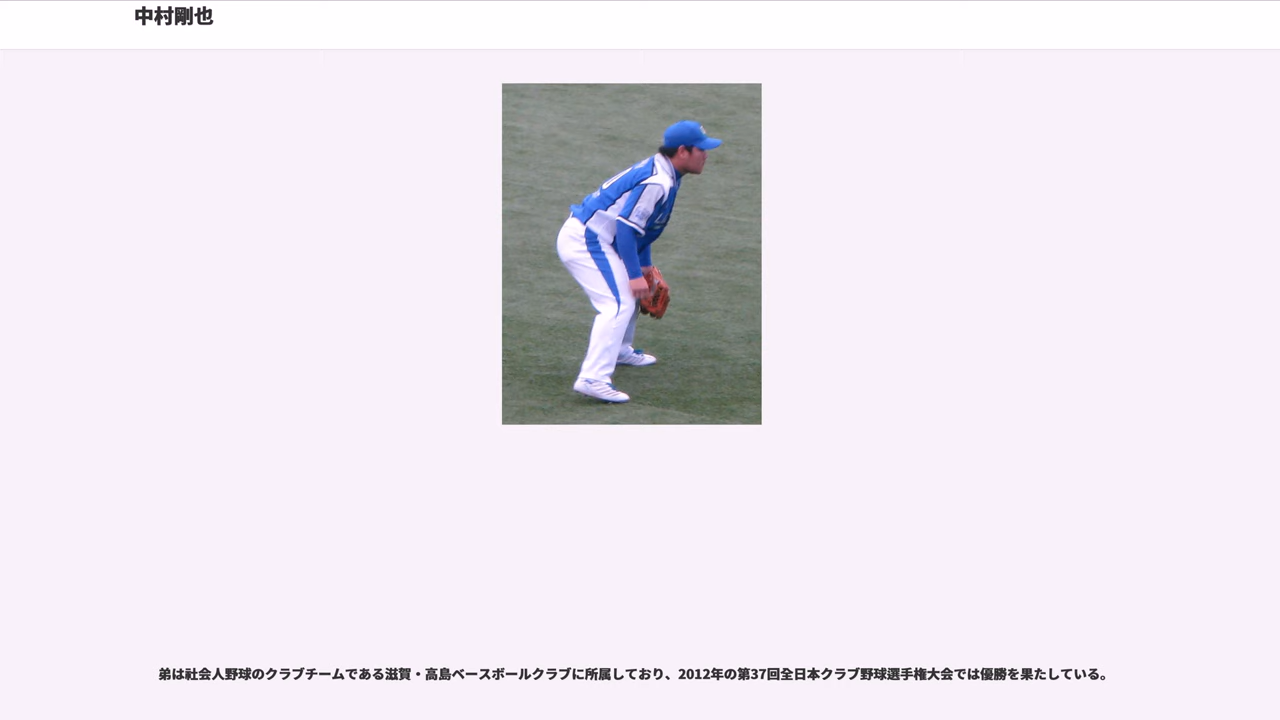 中村剛也
弟は社会人野球のクラブチームである滋賀・高島ベースボールクラブに所属しており、2012年の第37回全日本クラブ野球選手権大会では優勝を果たしている。